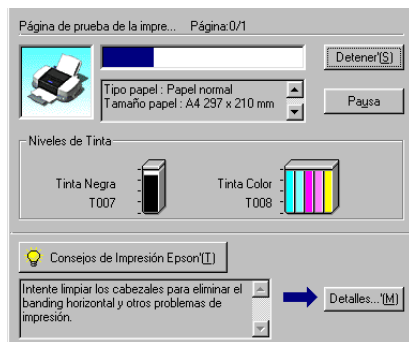 Página de prueba de la impre... Página:0/1
Detener'(S)
Tipo papel : Papel normal
Tamaño papel : A4 297 x 210 mm
Pausa
Niveles de Tinta
Tinta Negra
T007
Tinta Color
T008
Consejos de Impresión Epson'(T)
Intente limpiar los cabezales para eliminar el
banding horizontal y otros problemas de
impresión.
Detalles...'(M)